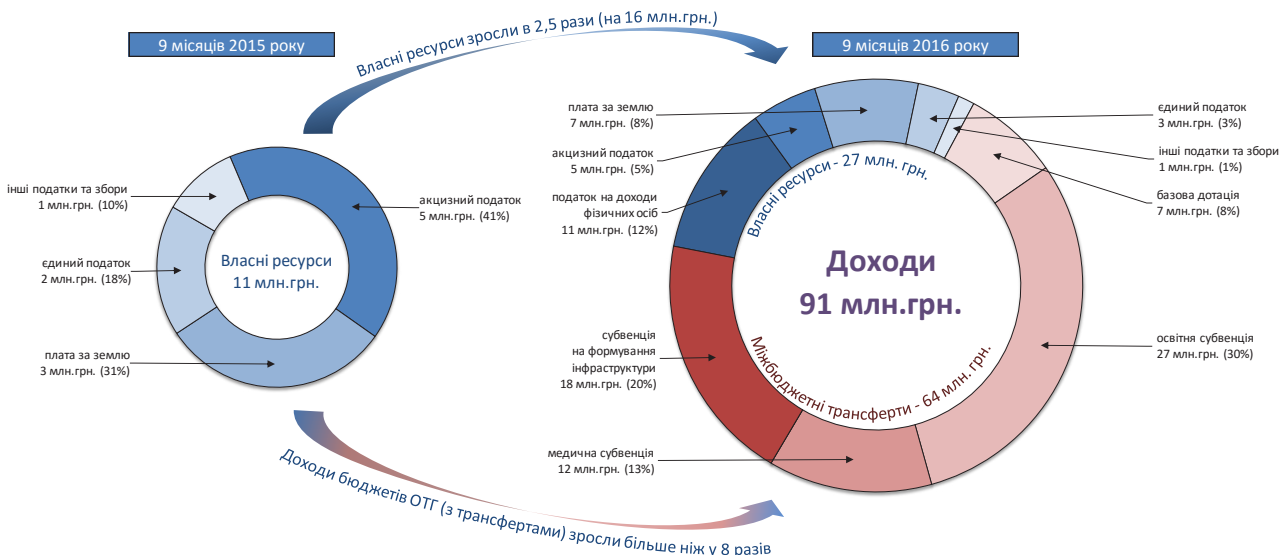 9 місяців 2015 року
Власні ресурси зросли в 2,5 рази (на 16 млн.грн.)
9 місяців 2016 року
інші податки та збори
1 млн.грн. (10%)
акцизний податок
5 млн.грн. (41%)
єдиний податок
2 млн.грн. (18%)
Власні ресурси
11 млн.грн.
плата за землю
3 млн.грн. (31%)
плата за землю
7 млн.грн. (8%)
акцизний податок
5 млн.грн. (5%)
податок на доходи
фізичних осіб
11 млн.грн. (12%)
єдиний податок
3 млн.грн. (3%)
інші податки та збори
1 млн.грн. (1%)
базова дотація
7 млн.грн. (8%)
Власні ресурси - 27 млн. грн.
Доходи
91 млн.грн.
Міжбюджетні трансферти - 64 млн. грн.
субвенція
на формування
інфраструктури
18 млн.грн. (20%)
освітня субвенція
27 млн.грн. (30%)
медична субвенція
12 млн.грн. (13%)
Доходи бюджетів ОТГ (з трансфертами) зросли більше ніж у 8 разів